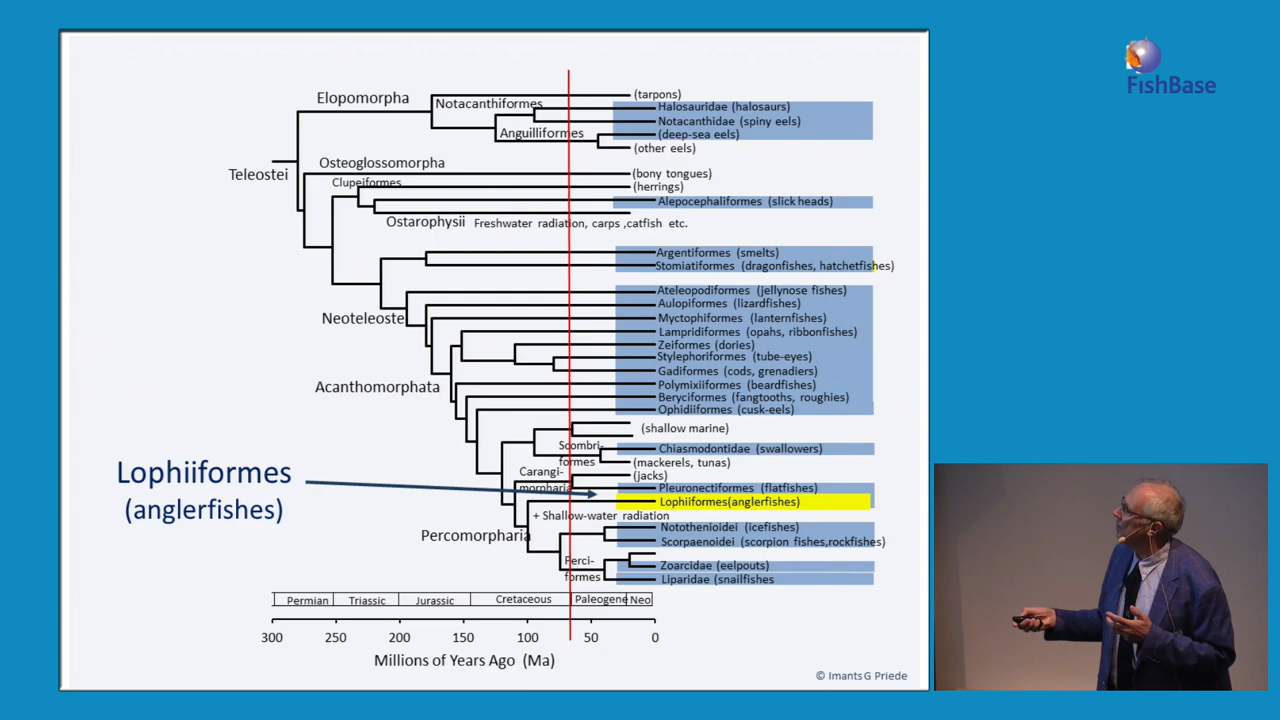 FishBase
Elopomorpha
(tarpons)
Notacanthiformes
Halosauridae (halosaurs)
Notacanthidae (spiny eels)
Anguilliformes
(deep-sea eels)
(other eels)
Osteoglossomorpha
Teleostei
(bony tongues)
Clupeiformes
(herrings)
Alepocephaliformes (slick heads)
Ostarophysii Freshwater radiation, carps ,catfish etc.
Argentiformes (smelts)
Stomiatiformes (dragonfishes, hatchetfishes)
Ateleopodiformes (jellynose fishes)
Aulopiformes (lizardfishes)
Neoteleoste
Myctophiformes (lanternfishes)
Lampridiformes (opahs, ribbonfishes)
Zeiformes (dories)
Stylephoriformes (tube-eyes)
Gadiformes (cods, grenadiers)
Acanthomorphata
Polymixiiformes (beardfishes)
Beryciformes (fangtooths, roughies)
Ophidiiformes (cusk-eels)
(shallow marine)
Scombri-
formes
Chiasmodontidae (swallowers)
(mackerels, tunas)
Carangi-
morpharia
(jacks)
Pleuronectiformes (flatfishes)
Lophiiformes
(anglerfishes)
Lophiiformes(anglerfishes)
+ Shallow-water radiation
Percomorpharia
Notothenioidei (icefishes)
Scorpaenoidei (scorpion fishes,rockfishes)
Perci-
formes
Zoarcidae (eelpouts)
Liparidae (snailfishes
Permian Triassic Jurassic Cretaceous Paleogene Neo
300 250 200 150 100 50 0
Millions of Years Ago (Ma)
© Imants G Priede